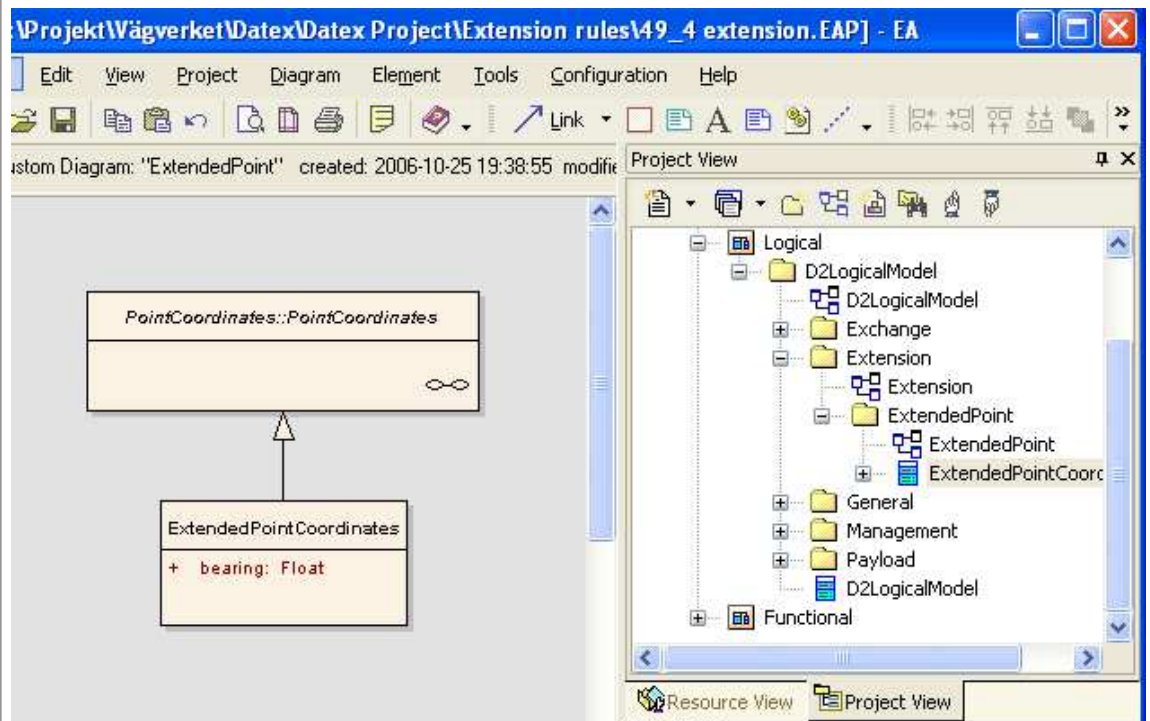 :\Projekt\Vägverket\Datex\Datex Project\Extension rules\49_4 extension.EAP] - EA
Edit View Project Diagram Element Tools Configuration Help
Link A
ustom Diagram: "ExtendedPoint" created: 2006-10-25 19:38:55 modifie
Project View
PointCoordinates::PointCoordinates
ExtendedPointCoordinates
+ bearing: Float
Logical
D2LogicalModel
D2LogicalModel
Exchange
Extension
Extension
ExtendedPoint
ExtendedPoint
ExtendedPointCoord
General
Management
Payload
D2LogicalModel
Functional
Resource View Project View